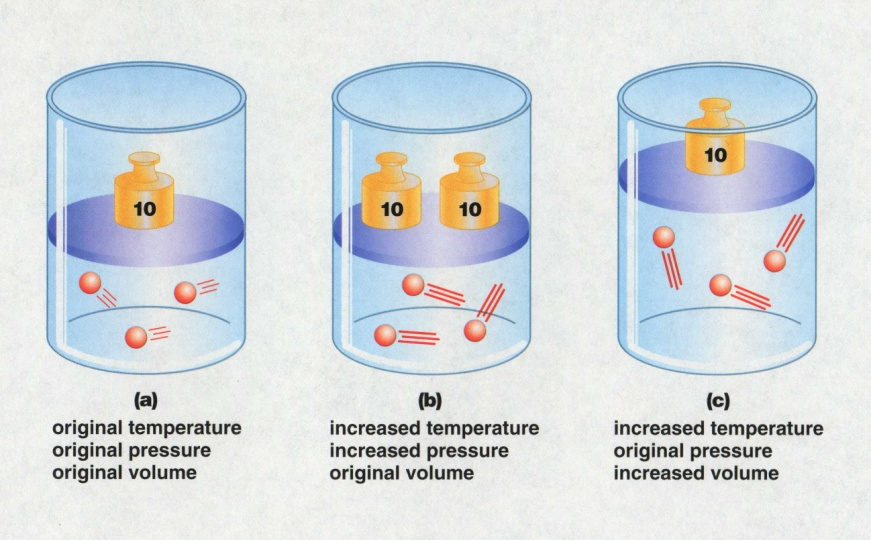 10
10
10
10
(a)
original temperature
original pressure
original volume
(b)
increased temperature
increased pressure
original volume
(c)
increased temperature
original pressure
increased volume